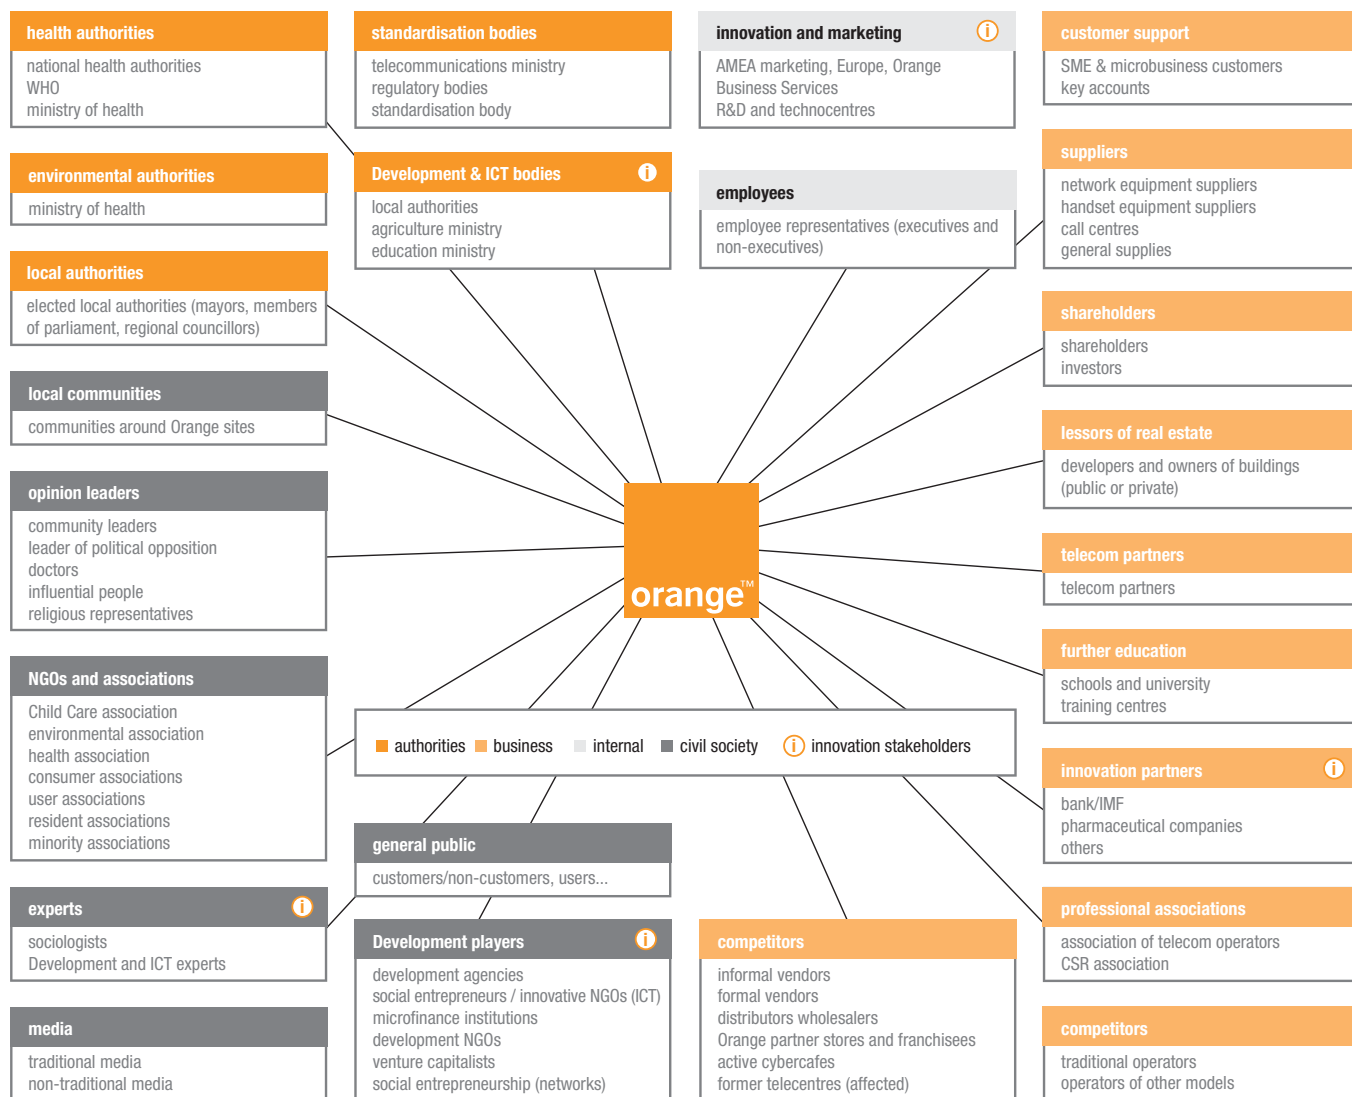 health authorities
national health authorities
WHO
ministry of health
environmental authorities
ministry of health
local authorities
elected local authorities (mayors, members
of parliament, regional councillors)
local communities
communities around Orange sites
opinion leaders
community leaders
leader of political opposition
doctors
influential people
religious representatives
NGOs and associations
Child Care association
environmental association
health association
consumer associations
user associations
resident associations
minority associations
experts
sociologists
Development and ICT experts
media
traditional media
non-traditional media
standardisation bodies
telecommunications ministry
regulatory bodies
standardisation body
Development & ICT bodies i
local authorities
agriculture ministry
education ministry
innovation and marketing i
AMEA marketing, Europe, Orange
Business Services
R&D and technocentres
employees
employee representatives (executives and
non-executives)
orange™
authorities business internal civil society i innovation stakeholders
general public
customers/non-customers, users...
Development players i
development agencies
social entrepreneurs / innovative NGOs (ICT)
microfinance institutions
development NGOs
venture capitalists
social entrepreneurship (networks)
competitors
informal vendors
formal vendors
distributors wholesalers
Orange partner stores and franchisees
active cybercafes
former telecentres (affected)
customer support
SME & microbusiness customers
key accounts
suppliers
network equipment suppliers
handset equipment suppliers
call centres
general supplies
shareholders
shareholders
investors
lessors of real estate
developers and owners of buildings
(public or private)
telecom partners
telecom partners
further education
schools and university
training centres
innovation partners i
bank/IMF
pharmaceutical companies
others
professional associations
association of telecom operators
CSR association
competitors
traditional operators
operators of other models